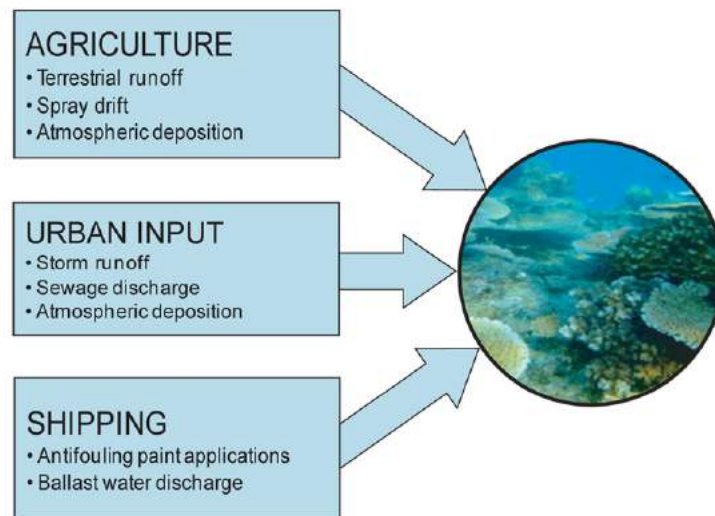 AGRICULTURE
• Terrestrial runoff
• Spray drift
• Atmospheric deposition
URBAN INPUT
• Storm runoff
• Sewage discharge
• Atmospheric deposition
SHIPPING
• Antifouling paint applications
• Ballast water discharge